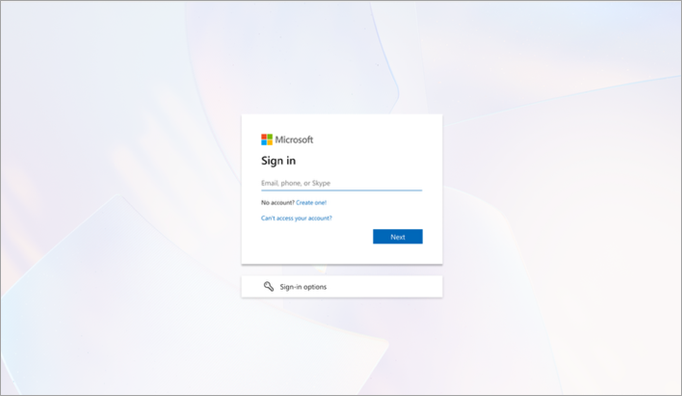 Microsoft
Sign in
Email, phone, or Skype
No account? Create one!
Can't access your account?
Next
Sign-in options